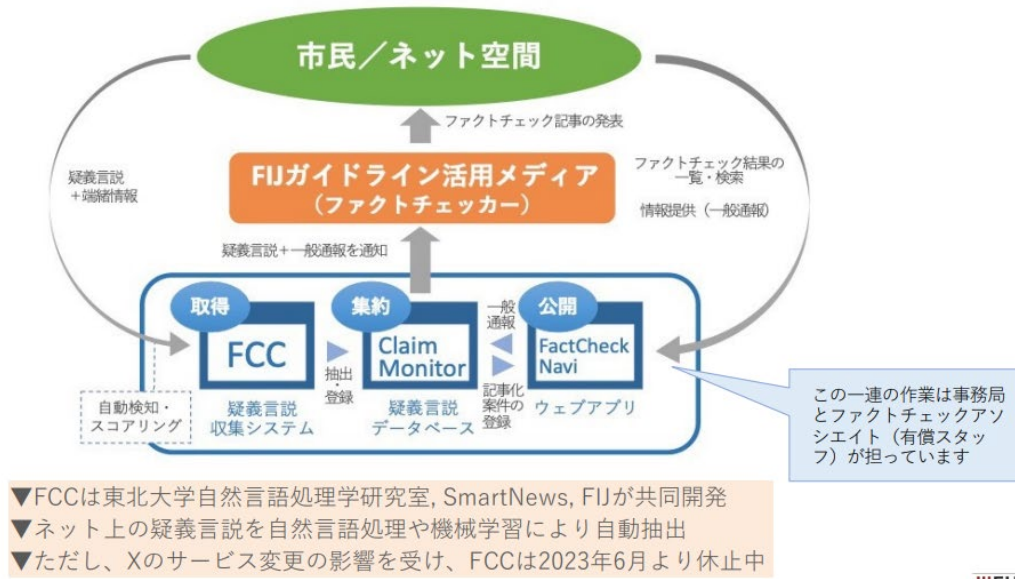 市民／ネット空間
ファクトチェック記事の発表
疑義言説
＋端緒情報
FIJガイドライン活用メディア
（ファクトチェッカー）
ファクトチェック結果の
一覧・検索
情報提供（一般通報）
疑義言説＋一般通報を通知
取得
FCC
疑義言説
収集システム
自動検知・
スコアリング
抽出
・
登録
集約
Claim
Monitor
疑義言説
データベース
一般
通報
記事化
案件の
登録
公開
FactCheck
Navi
ウェブアプリ
この一連の作業は事務局
とファクトチェックアソ
シエイト（有償スタッ
フ）が担っています
▼FCCは東北大学自然言語処理学研究室, SmartNews, FIJが共同開発
▼ネット上の疑義言説を自然言語処理や機械学習により自動抽出
▼ただし、Xのサービス変更の影響を受け、FCCは2023年6月より休止中